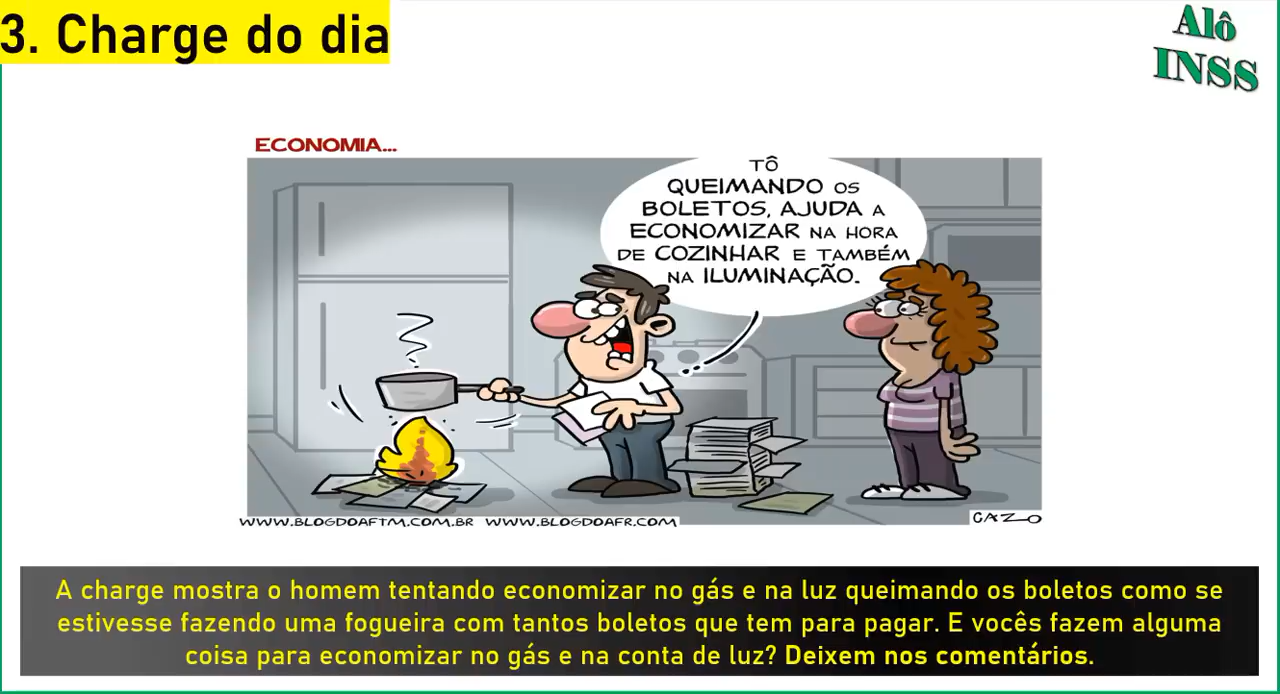 3. Charge do dia
Alô
INSS
ECONOMIA...
TÔ
QUEIMANDO OS
BOLETOS, AJUDA A
ECONOMIZAR NA HORA
DE COZINHAR E TAMBÉM
NA ILUMINAÇÃO.
WWW.BLOGDOAFTM.COM.BR WWW.BLOGDOAFR.COM
CAZO
A charge mostra o homem tentando economizar no gás e na luz queimando os boletos como se
estivesse fazendo uma fogueira com tantos boletos que tem para pagar. E vocês fazem alguma
coisa para economizar no gás e na conta de luz? Deixem nos comentários.